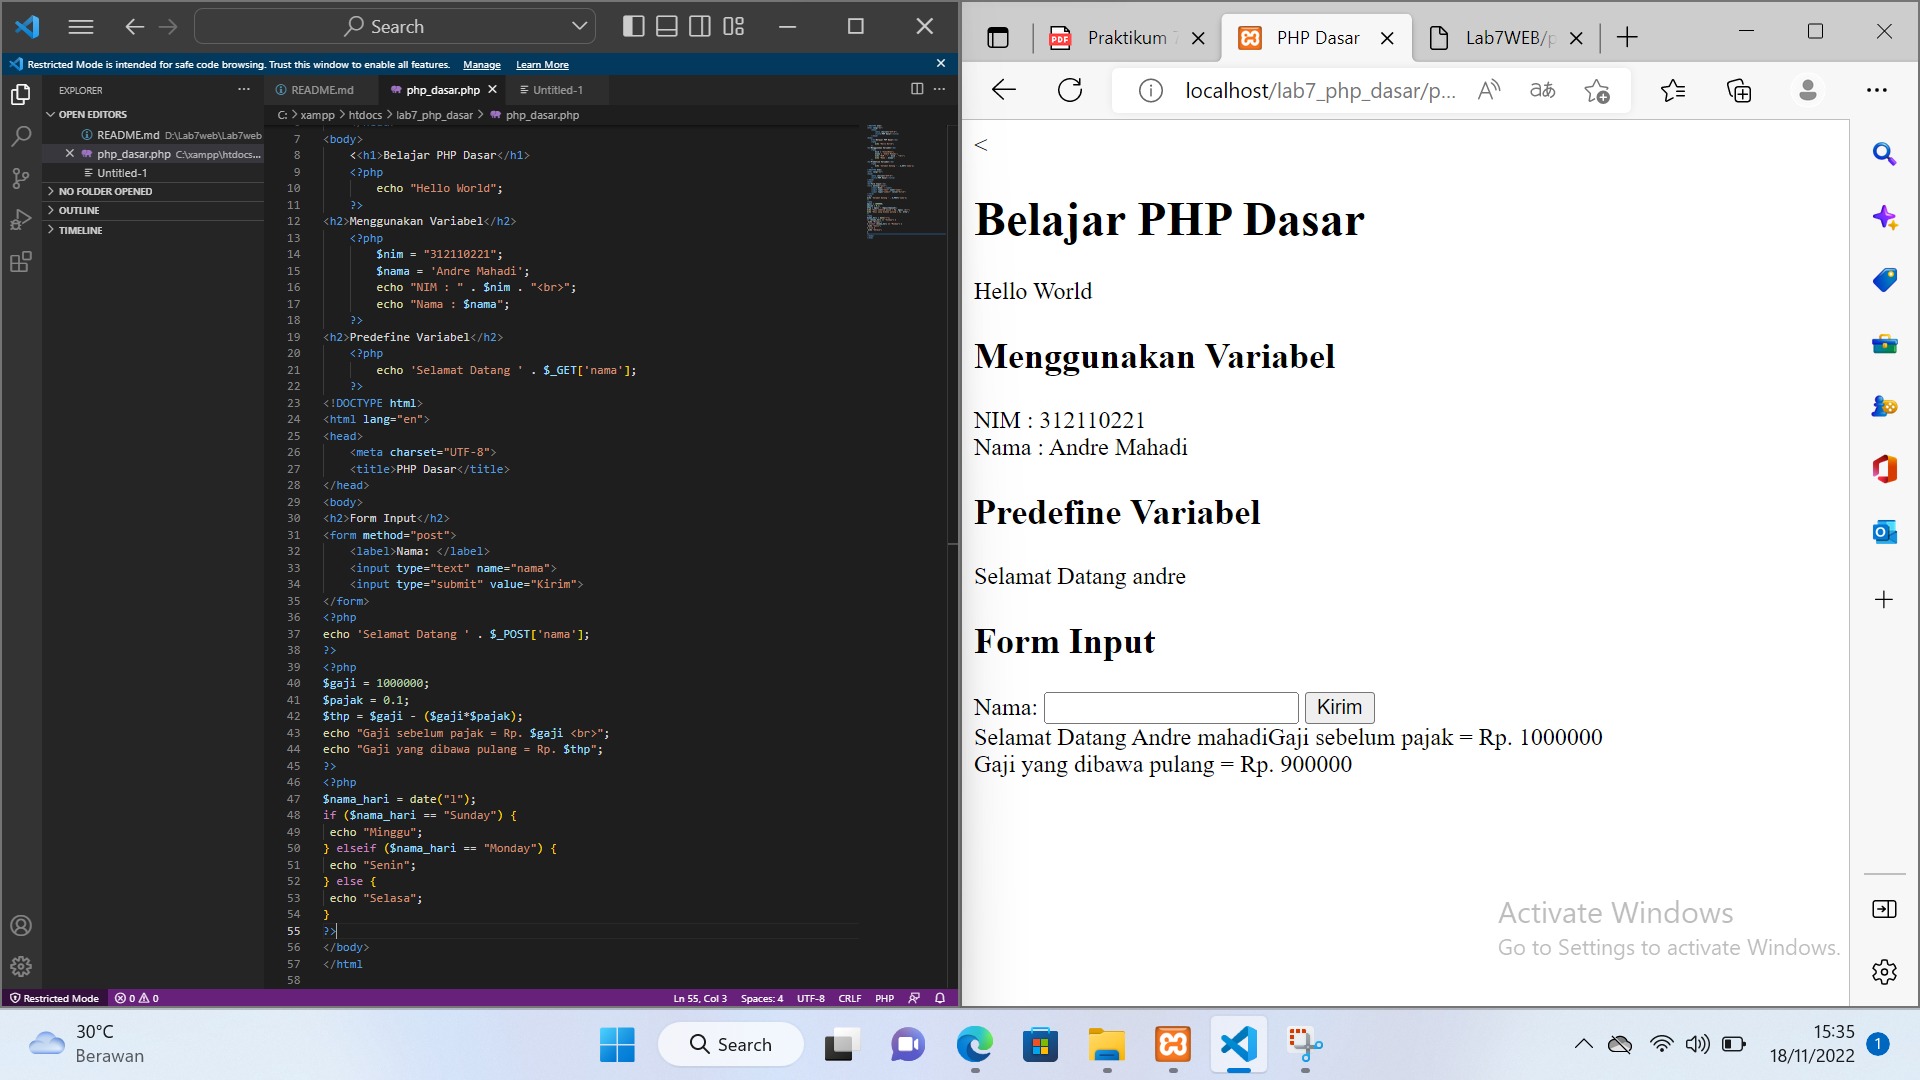 Search
Restricted Mode is intended for safe code browsing. Trust this window to enable all features. Manage Learn More
EXPLORER
OPEN EDITORS
README.md D:\Lab7web\Lab7web
php_dasar.php C:\xampp\htdocs...
Untitled-1
NO FOLDER OPENED
OUTLINE
TIMELINE
README.md php_dasar.php Untitled-1
C: > xampp > htdocs > lab7_php_dasar > php_dasar.php
7 <body>
8 <<h1>Belajar PHP Dasar</h1>
9 <?php
10 echo "Hello World";
11 ?>
12 <h2>Menggunakan Variabel</h2>
13 <?php
14 $nim = "312110221";
15 $nama = 'Andre Mahadi';
16 echo "NIM : " . $nim . "<br>";
17 echo "Nama : $nama";
18 ?>
19 <h2>Predefine Variabel</h2>
20 <?php
21 echo 'Selamat Datang ' . $_GET['nama'];
22 ?>
23 <!DOCTYPE html>
24 <html lang="en">
25 <head>
26 <meta charset="UTF-8">
27 <title>PHP Dasar</title>
28 </head>
29 <body>
30 <h2>Form Input</h2>
31 <form method="post">
32 <label>Nama: </label>
33 <input type="text" name="nama">
34 <input type="submit" value="Kirim">
35 </form>
36 <?php
37 echo 'Selamat Datang ' . $_POST['nama'];
38 ?>
39 <?php
40 $gaji = 1000000;
41 $pajak = 0.1;
42 $thp = $gaji - ($gaji*$pajak);
43 echo "Gaji sebelum pajak = Rp. $gaji <br>";
44 echo "Gaji yang dibawa pulang = Rp. $thp";
45 ?>
46 <?php
47 $nama_hari = date("l");
48 if ($nama_hari == "Sunday") {
49 echo "Minggu";
50 } elseif ($nama_hari == "Monday") {
51 echo "Senin";
52 } else {
53 echo "Selasa";
54 }
55 ?>
56 </body>
57 </html
58
Restricted Mode 0 0 Ln 55, Col 3 Spaces: 4 UTF-8 CRLF PHP
Praktikum 7 PHP Dasar Lab7WEB/p
localhost/lab7_php_dasar/p...
<
Belajar PHP Dasar
Hello World
Menggunakan Variabel
NIM : 312110221
Nama : Andre Mahadi
Predefine Variabel
Selamat Datang andre
Form Input
Nama: Kirim
Selamat Datang Andre mahadiGaji sebelum pajak = Rp. 1000000
Gaji yang dibawa pulang = Rp. 900000
Activate Windows
Go to Settings to activate Windows.
30°C
Berawan
Search
15:35
18/11/2022
1